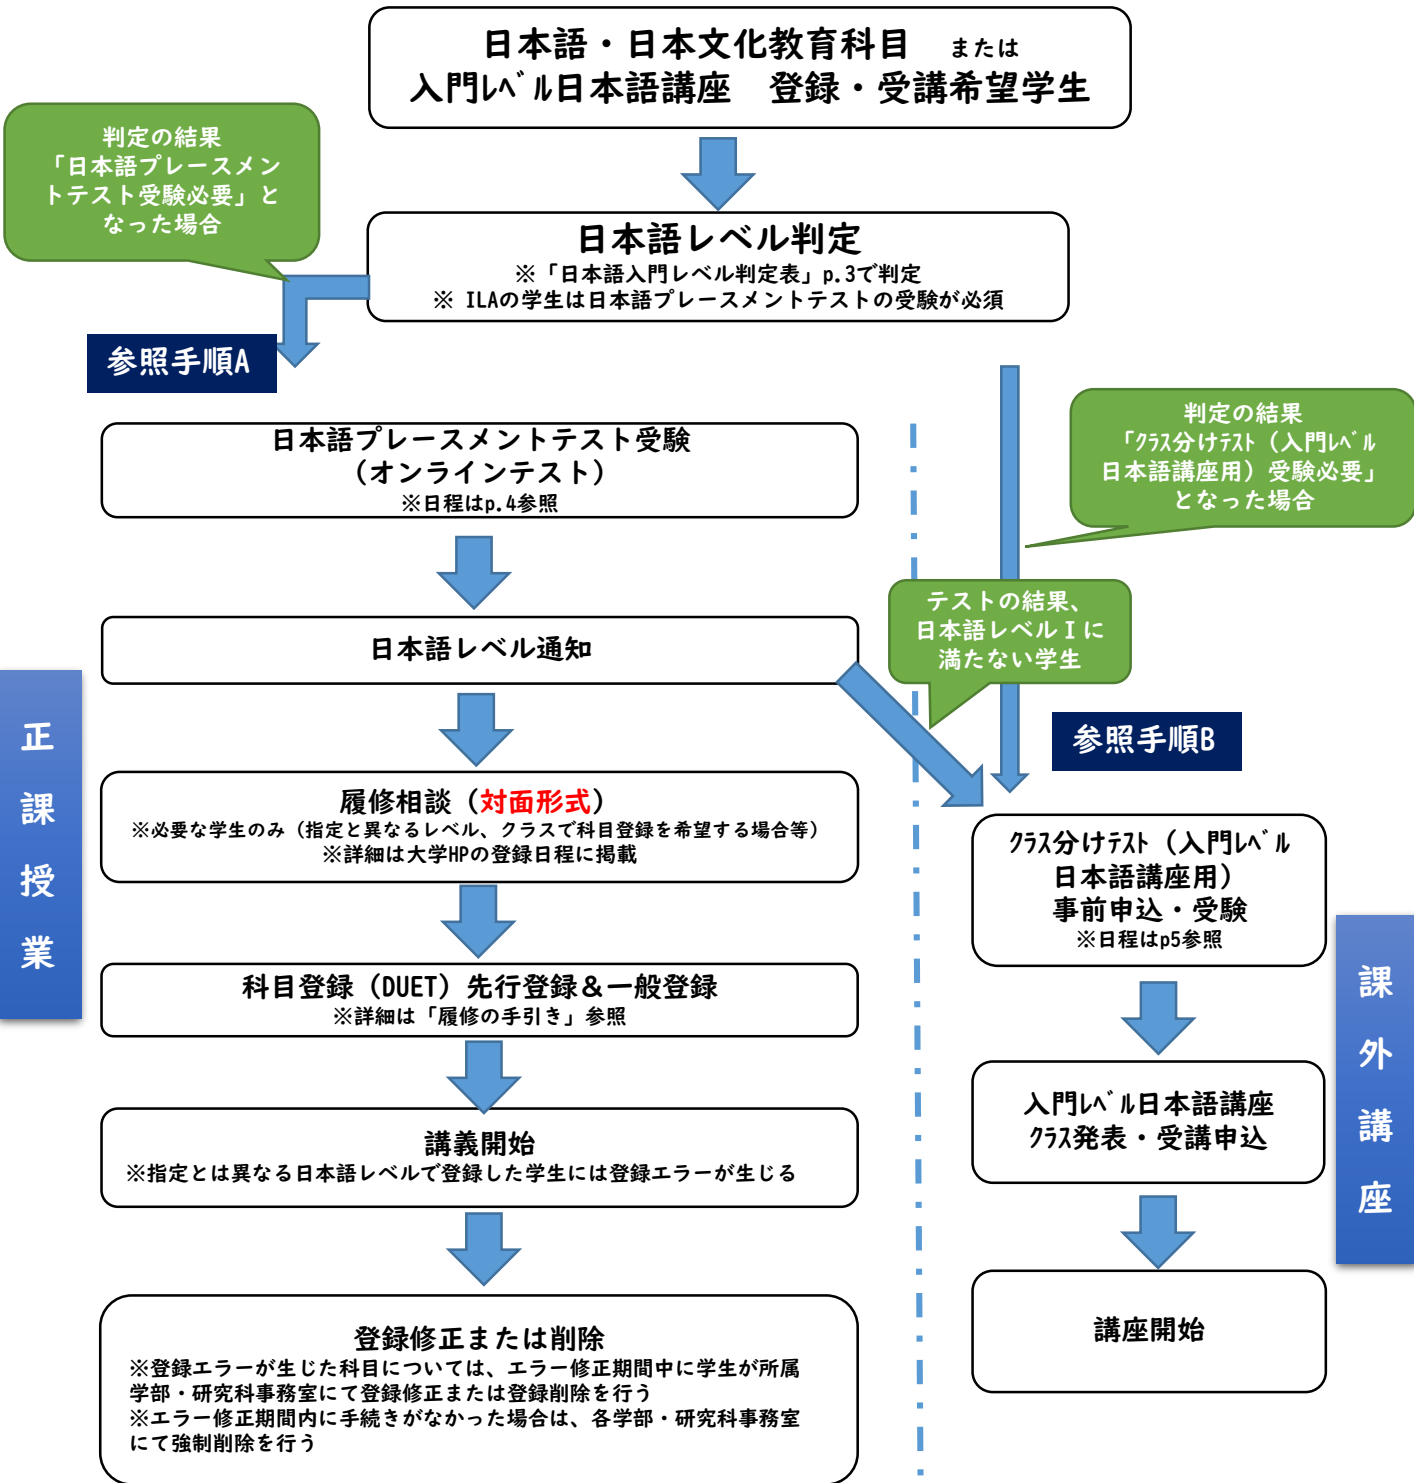 日本語・日本文化教育科目　または
入門ﾚﾍﾞﾙ日本語講座　登録・受講希望学生
判定の結果
「日本語プレースメン
トテスト受験必要」と
なった場合
日本語レベル判定
※「日本語入門レベル判定表」p.3で判定
※ ILAの学生は日本語プレースメントテストの受験が必須
参照手順A
日本語プレースメントテスト受験
（オンラインテスト）
※日程はp.4参照
判定の結果
「ｸﾗｽ分けﾃｽﾄ（入門ﾚﾍﾞﾙ
日本語講座用）受験必要」
となった場合
テストの結果、
日本語レベルⅠに
満たない学生
日本語レベル通知
正
課
授
業
参照手順B
履修相談（対面形式）
※必要な学生のみ（指定と異なるレベル、クラスで科目登録を希望する場合等）
※詳細は大学HPの登録日程に掲載
ｸﾗｽ分けﾃｽﾄ（入門ﾚﾍﾞﾙ
日本語講座用）
事前申込・受験
※日程はp5参照
科目登録（DUET）先行登録＆一般登録
※詳細は「履修の手引き」参照
課
外
講
座
入門ﾚﾍﾞﾙ日本語講座
ｸﾗｽ発表・受講申込
講義開始
※指定とは異なる日本語レベルで登録した学生には登録エラーが生じる
講座開始
登録修正または削除
※登録エラーが生じた科目については、エラー修正期間中に学生が所属
学部・研究科事務室にて登録修正または登録削除を行う
※エラー修正期間内に手続きがなかった場合は、各学部・研究科事務室
にて強制削除を行う